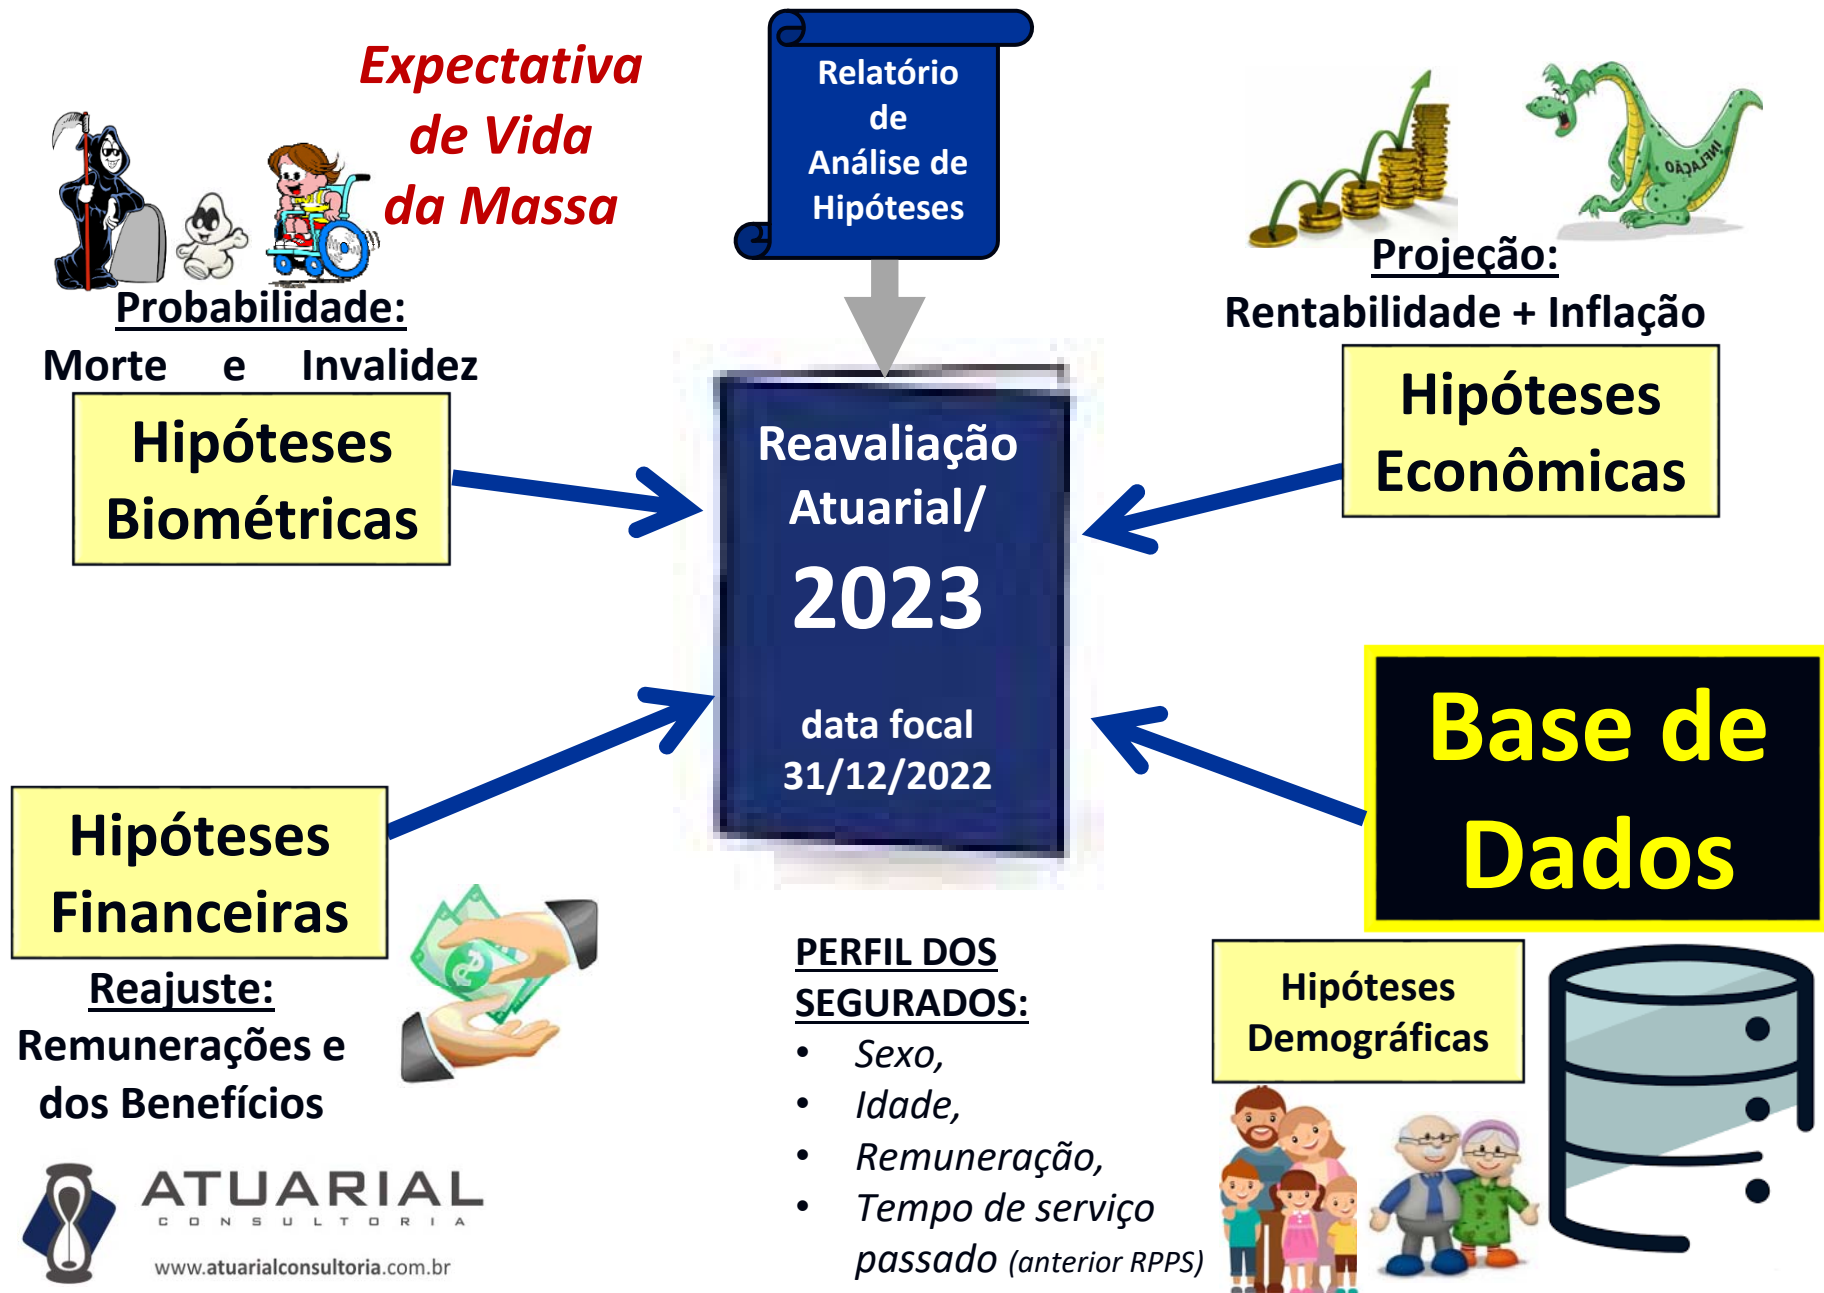 Expectativa
de Vida
da Massa
Relatório
de
Análise de
Hipóteses
INFLAÇÃO
Projeção:
Rentabilidade + Inflação
Probabilidade:
Morte e Invalidez
Hipóteses
Biométricas
Hipóteses
Econômicas
Reavaliação
Atuarial/
2023
data focal
31/12/2022
Base de
Dados
Hipóteses
Financeiras
Reajuste:
Remunerações e
dos Benefícios
PERFIL DOS
SEGURADOS:
• Sexo,
• Idade,
• Remuneração,
• Tempo de serviço
passado (anterior RPPS)
Hipóteses
Demográficas
ATUARIAL
CONSULTORIA
www.atuarialconsultoria.com.br